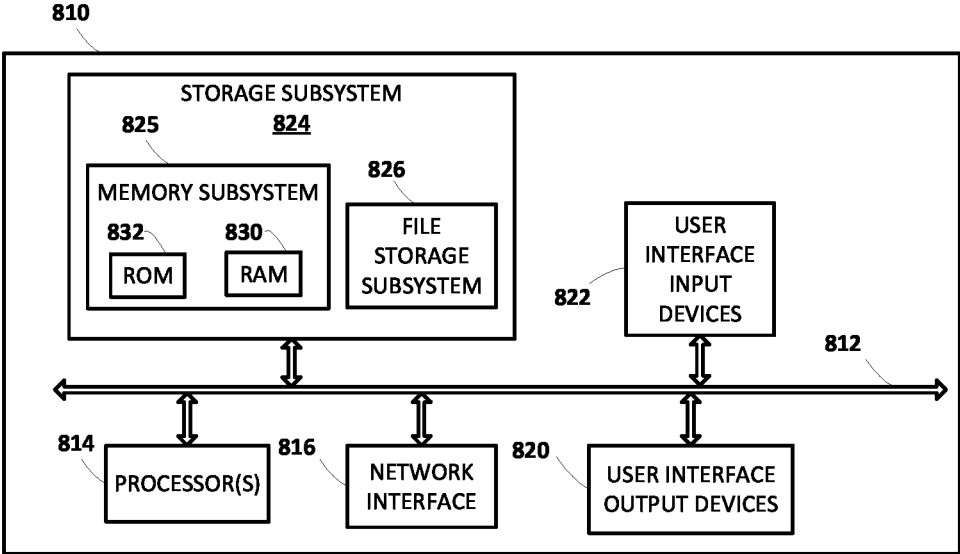 810
STORAGE SUBSYSTEM
824
825
MEMORY SUBSYSTEM
832
ROM
830
RAM
826
FILE
STORAGE
SUBSYSTEM
USER
INTERFACE
INPUT
DEVICES
822
812
814
PROCESSOR(S)
816
NETWORK
INTERFACE
820
USER INTERFACE
OUTPUT DEVICES